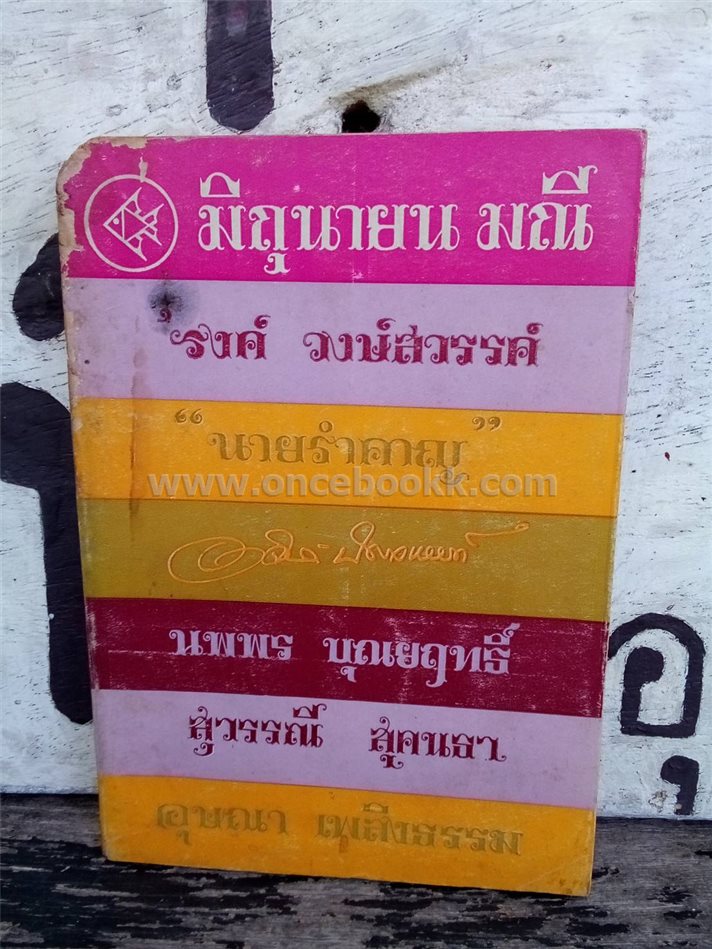 มิถุนายน มณี
'รงค์ วงษ์สวรรค์
“นายรำคาญ”
www.oncebookk.com
นพพร บุณยฤทธิ์
สุวรรณี สุคนธา
อุษณา เพลิงธรรม